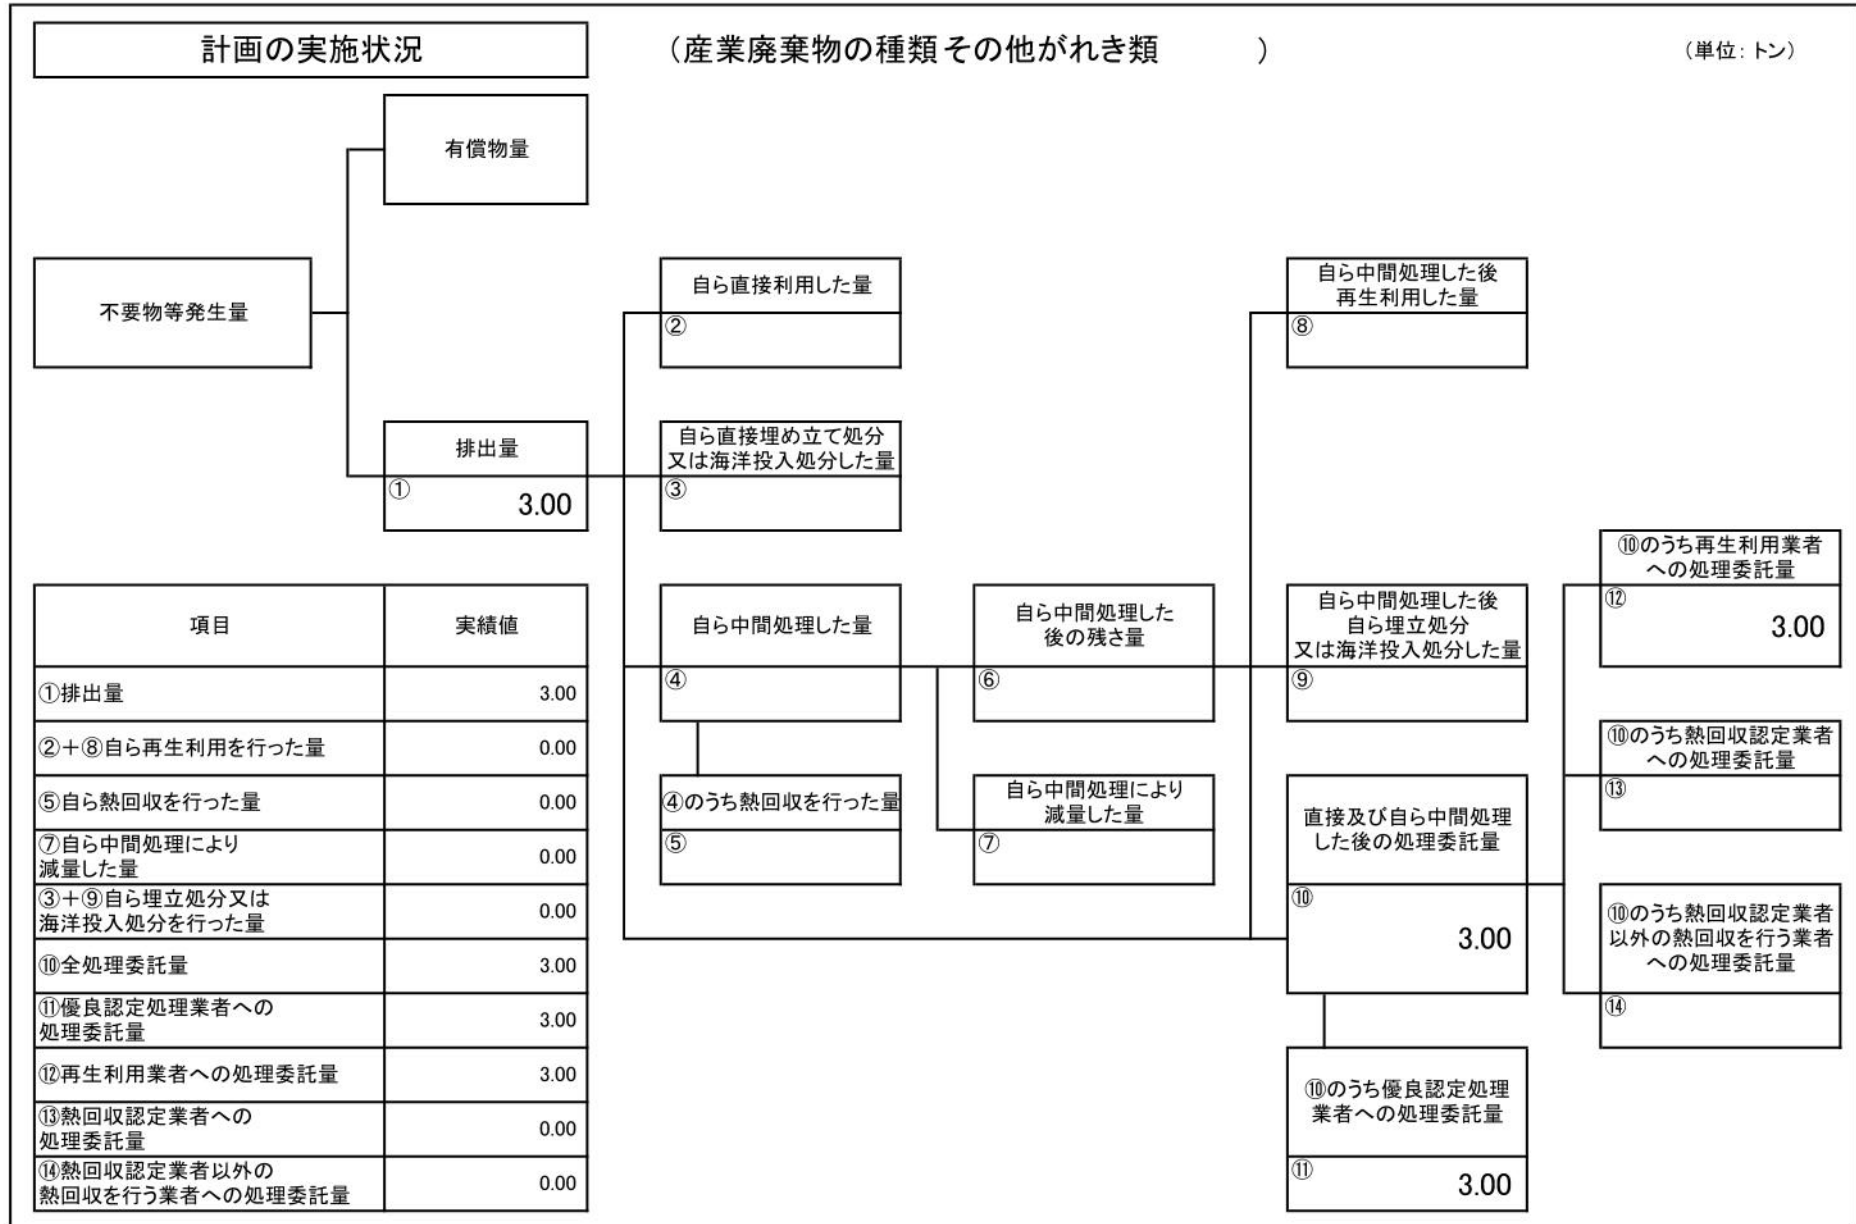 計画の実施状況
（産業廃棄物の種類その他がれき類　　　）
（単位：トン）
有償物量
不要物等発生量
自ら直接利用した量
②
自ら中間処理した後
再生利用した量
⑧
排出量
①
3.00
自ら直接埋め立て処分
又は海洋投入処分した量
③
⑩のうち再生利用業者
への処理委託量
⑫
3.00
自ら中間処理した量
④
自ら中間処理した
後の残さ量
⑥
自ら中間処理した後
自ら埋立処分
又は海洋投入処分した量
⑨
⑩のうち熱回収認定業者
への処理委託量
⑬
④のうち熱回収を行った量
⑤
自ら中間処理により
減量した量
⑦
直接及び自ら中間処理
した後の処理委託量
⑩
3.00
⑩のうち熱回収認定業者
以外の熱回収を行う業者
への処理委託量
⑭
⑩のうち優良認定処理
業者への処理委託量
⑪
3.00
項目 実績値
①排出量 3.00
②＋⑧自ら再生利用を行った量 0.00
⑤自ら熱回収を行った量 0.00
⑦自ら中間処理により
減量した量 0.00
③＋⑨自ら埋立処分又は
海洋投入処分を行った量 0.00
⑩全処理委託量 3.00
⑪優良認定処理業者への
処理委託量 3.00
⑫再生利用業者への処理委託量 3.00
⑬熱回収認定業者への
処理委託量 0.00
⑭熱回収認定業者以外の
熱回収を行う業者への処理委託量 0.00